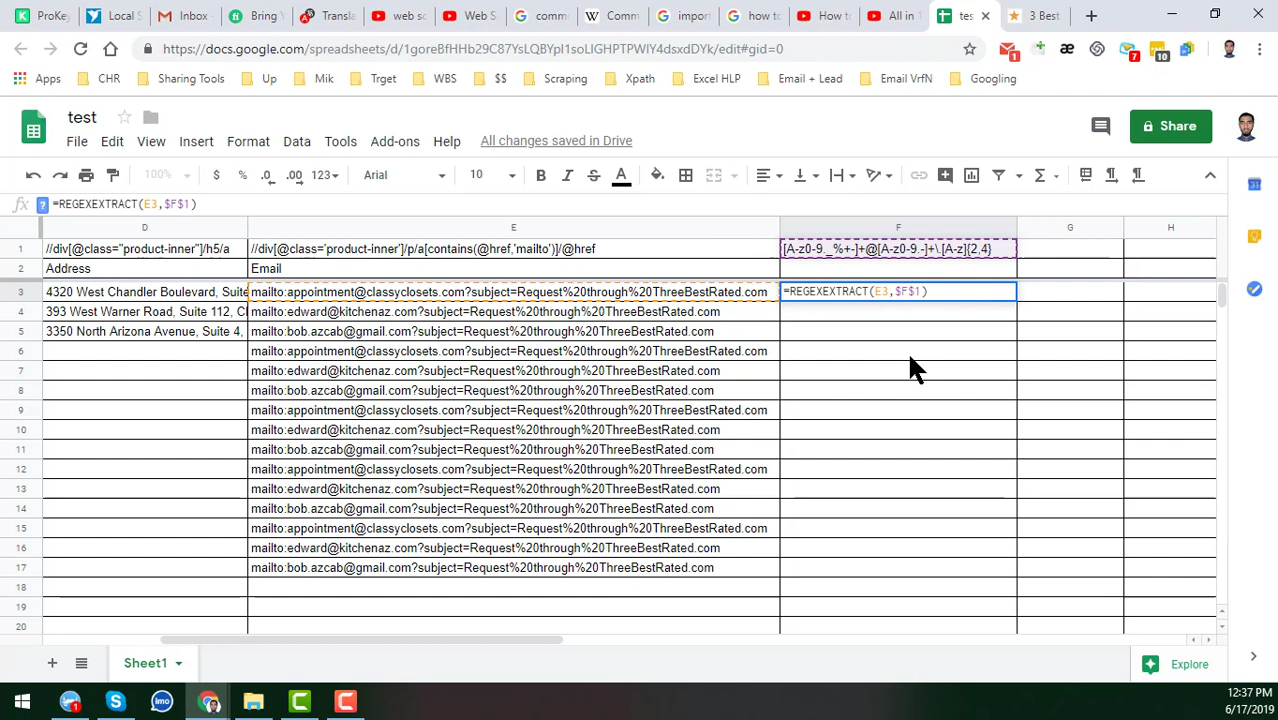 ProKey
Local S
Inbox
Bring Y
Transla
web sc
Web S
comm
Comm
import
how to
How to
All in 1
tes
3 Best
https://docs.google.com/spreadsheets/d/
/edit#gid=0
1
7
10
Apps
CHR
Sharing Tools
Up
Mik
Trget
WBS
$$
Scraping
Xpath
Excel HLP
Email + Lead
Email VrfN
Googling
test
File Edit View Insert Format Data Tools Add-ons Help All changes saved in Drive
Share
100% $ % .0 .00 123 Arial 10 B I S A
fx ? =REGEXEXTRACT(E3,$F$1)
D E F G H
1 //div[@class="product-inner"]/h5/a //div[@class='product-inner']/p/a[contains(@href,'mailto')]/@href [A-z0-9._%+-]+@[A-z0-9.-]+\.[A-z]{2,4}
2 Address Email
3 4320 West Chandler Boulevard, Suite mailto:appointment@classyclosets.com?subject=Request%20through%20ThreeBestRated.com =REGEXEXTRACT(E3,$F$1)
4 393 West Warner Road, Suite 112, C mailto:edward@kitchenaz.com?subject=Request%20through%20ThreeBestRated.com
5 3350 North Arizona Avenue, Suite 4, mailto:bob.azcab@gmail.com?subject=Request%20through%20ThreeBestRated.com
6 mailto:appointment@classyclosets.com?subject=Request%20through%20ThreeBestRated.com
7 mailto:edward@kitchenaz.com?subject=Request%20through%20ThreeBestRated.com
8 mailto:bob.azcab@gmail.com?subject=Request%20through%20ThreeBestRated.com
9 mailto:appointment@classyclosets.com?subject=Request%20through%20ThreeBestRated.com
10 mailto:edward@kitchenaz.com?subject=Request%20through%20ThreeBestRated.com
11 mailto:bob.azcab@gmail.com?subject=Request%20through%20ThreeBestRated.com
12 mailto:appointment@classyclosets.com?subject=Request%20through%20ThreeBestRated.com
13 mailto:edward@kitchenaz.com?subject=Request%20through%20ThreeBestRated.com
14 mailto:bob.azcab@gmail.com?subject=Request%20through%20ThreeBestRated.com
15 mailto:appointment@classyclosets.com?subject=Request%20through%20ThreeBestRated.com
16 mailto:edward@kitchenaz.com?subject=Request%20through%20ThreeBestRated.com
17 mailto:bob.azcab@gmail.com?subject=Request%20through%20ThreeBestRated.com
18
19
20
Sheet1
Explore
imo
12:37 PM
6/17/2019